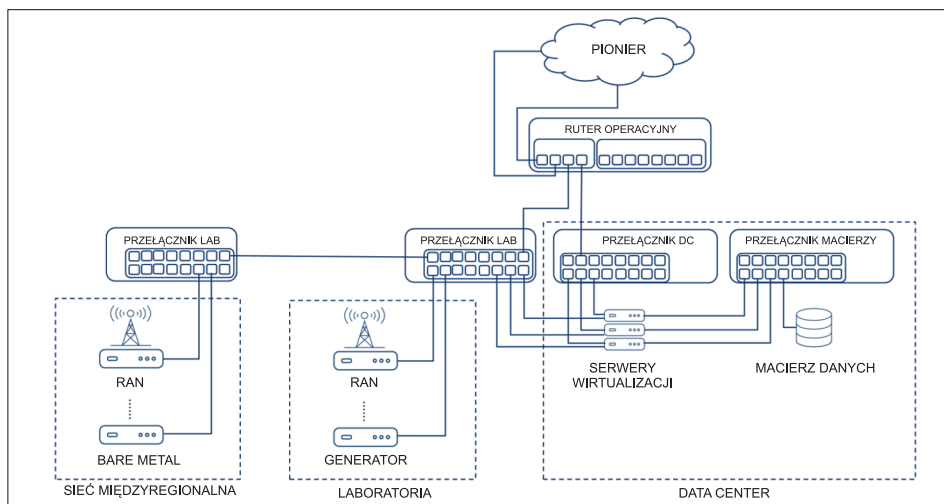 PIONIER
RUTER OPERACYJNY
PRZEŁĄCZNIK LAB
PRZEŁĄCZNIK LAB
PRZEŁĄCZNIK DC
PRZEŁĄCZNIK MACIERZY
RAN
BARE METAL
SIEĆ MIĘDZYREGIONALNA
RAN
GENERATOR
LABORATORIA
SERWERY
WIRTUALIZACJI
MACIERZ DANYCH
DATA CENTER